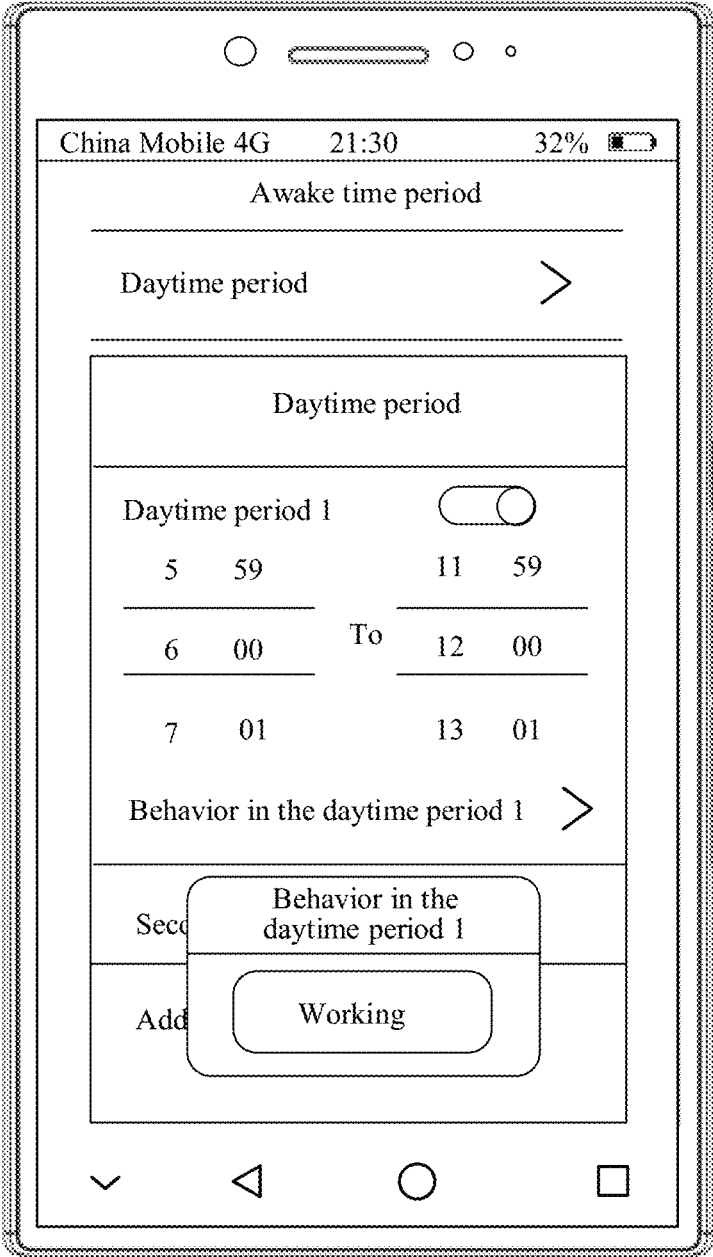 China Mobile 4G 21:30 32%
Awake time period
Daytime period
Daytime period
Daytime period 1
5 59 11 59
To
6 00 12 00
7 01 13 01
Behavior in the daytime period 1
Behavior in the
daytime period 1
Working
Add